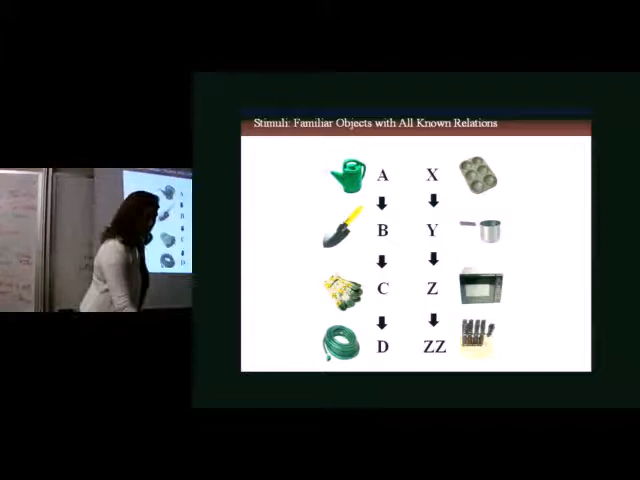 Stimuli: Familiar Objects with All Known Relations
A X
B Y
C Z
D ZZ
A
B
C
D